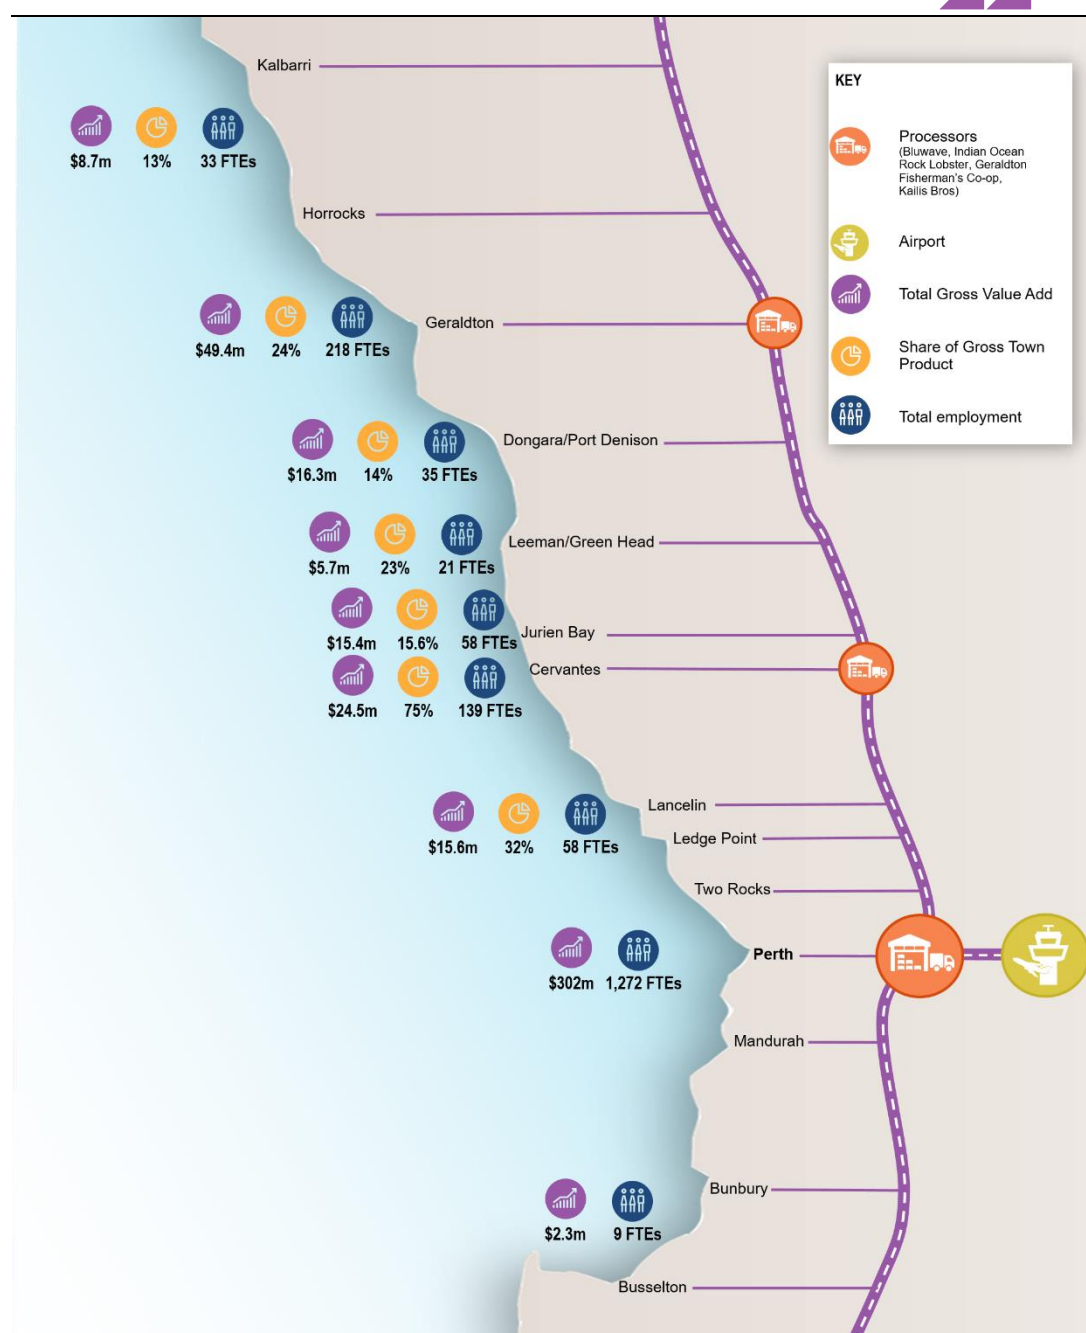 Kalbarri
KEY
Processors
(Bluwave, Indian Ocean
Rock Lobster, Geraldton
Fisherman's Co-op,
Kailis Bros)
Airport
Total Gross Value Add
Share of Gross Town
Product
Total employment
$8.7m 13% 33 FTEs
Horrocks
Geraldton
$49.4m 24% 218 FTEs
Dongara/Port Denison
$16.3m 14% 35 FTEs
Leeman/Green Head
$5.7m 23% 21 FTEs
Jurien Bay
$15.4m 15.6% 58 FTEs
Cervantes
$24.5m 75% 139 FTEs
Lancelin
Ledge Point
$15.6m 32% 58 FTEs
Two Rocks
Perth
$302m 1,272 FTEs
Mandurah
Bunbury
$2.3m 9 FTEs
Busselton